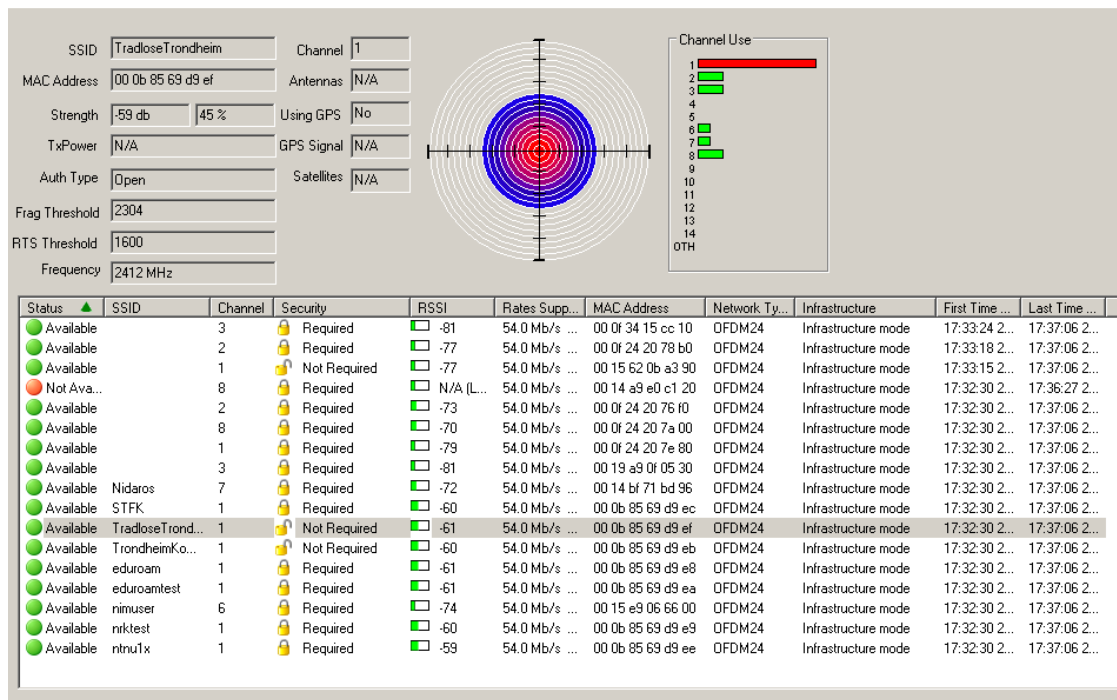 SSID TradloseTrondheim Channel 1
MAC Address 00 0b 85 69 d9 ef Antennas N/A
Strength -59 db 45 % Using GPS No
TxPower N/A GPS Signal N/A
Auth Type Open Satellites N/A
Frag Threshold 2304
RTS Threshold 1600
Frequency 2412 MHz
Channel Use
1
2
3
4
5
6
7
8
9
10
11
12
13
14
OTH
Status SSID Channel Security RSSI Rates Supp... MAC Address Network Ty... Infrastructure First Time ... Last Time ...
Available 3 Required -81 54.0 Mb/s ... 00 0f 34 15 cc 10 OFDM24 Infrastructure mode 17:33:24 2... 17:37:06 2...
Available 2 Required -77 54.0 Mb/s ... 00 0f 24 20 78 b0 OFDM24 Infrastructure mode 17:33:18 2... 17:37:06 2...
Available 1 Not Required -77 54.0 Mb/s ... 00 15 62 0b a3 90 OFDM24 Infrastructure mode 17:33:15 2... 17:37:06 2...
Not Ava... 8 Required N/A (L... 54.0 Mb/s ... 00 14 a9 e0 c1 20 OFDM24 Infrastructure mode 17:32:30 2... 17:36:27 2...
Available 2 Required -73 54.0 Mb/s ... 00 0f 24 20 76 f0 OFDM24 Infrastructure mode 17:32:30 2... 17:37:06 2...
Available 8 Required -70 54.0 Mb/s ... 00 0f 24 20 7a 00 OFDM24 Infrastructure mode 17:32:30 2... 17:37:06 2...
Available 1 Required -79 54.0 Mb/s ... 00 0f 24 20 7e 80 OFDM24 Infrastructure mode 17:32:30 2... 17:37:06 2...
Available 3 Required -81 54.0 Mb/s ... 00 19 a9 0f 05 30 OFDM24 Infrastructure mode 17:32:30 2... 17:37:06 2...
Available Nidaros 7 Required -72 54.0 Mb/s ... 00 14 bf 71 bd 96 OFDM24 Infrastructure mode 17:32:30 2... 17:37:06 2...
Available STFK 1 Required -60 54.0 Mb/s ... 00 0b 85 69 d9 ec OFDM24 Infrastructure mode 17:32:30 2... 17:37:06 2...
Available TradloseTrond... 1 Not Required -61 54.0 Mb/s ... 00 0b 85 69 d9 ef OFDM24 Infrastructure mode 17:32:30 2... 17:37:06 2...
Available TrondheimKo... 1 Not Required -60 54.0 Mb/s ... 00 0b 85 69 d9 eb OFDM24 Infrastructure mode 17:32:30 2... 17:37:06 2...
Available eduroam 1 Required -61 54.0 Mb/s ... 00 0b 85 69 d9 e8 OFDM24 Infrastructure mode 17:32:30 2... 17:37:06 2...
Available eduroamtest 1 Required -61 54.0 Mb/s ... 00 0b 85 69 d9 ea OFDM24 Infrastructure mode 17:32:30 2... 17:37:06 2...
Available nimuser 6 Required -74 54.0 Mb/s ... 00 15 e9 06 66 00 OFDM24 Infrastructure mode 17:32:30 2... 17:37:06 2...
Available nrktest 1 Required -60 54.0 Mb/s ... 00 0b 85 69 d9 e9 OFDM24 Infrastructure mode 17:32:30 2... 17:37:06 2...
Available ntnu1x 1 Required -59 54.0 Mb/s ... 00 0b 85 69 d9 ee OFDM24 Infrastructure mode 17:32:30 2... 17:37:06 2...